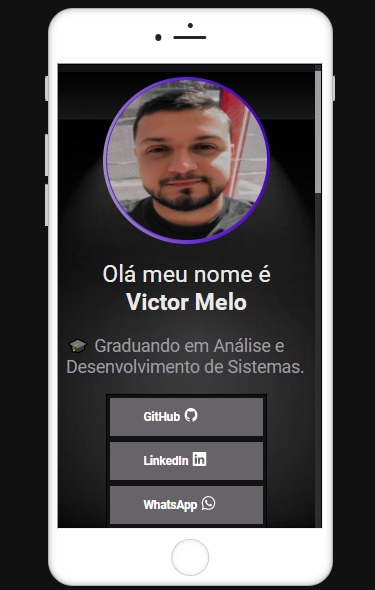 Olá meu nome é
Victor Melo
🎓 Graduando em Análise e
Desenvolvimento de Sistemas.
GitHub
LinkedIn
WhatsApp